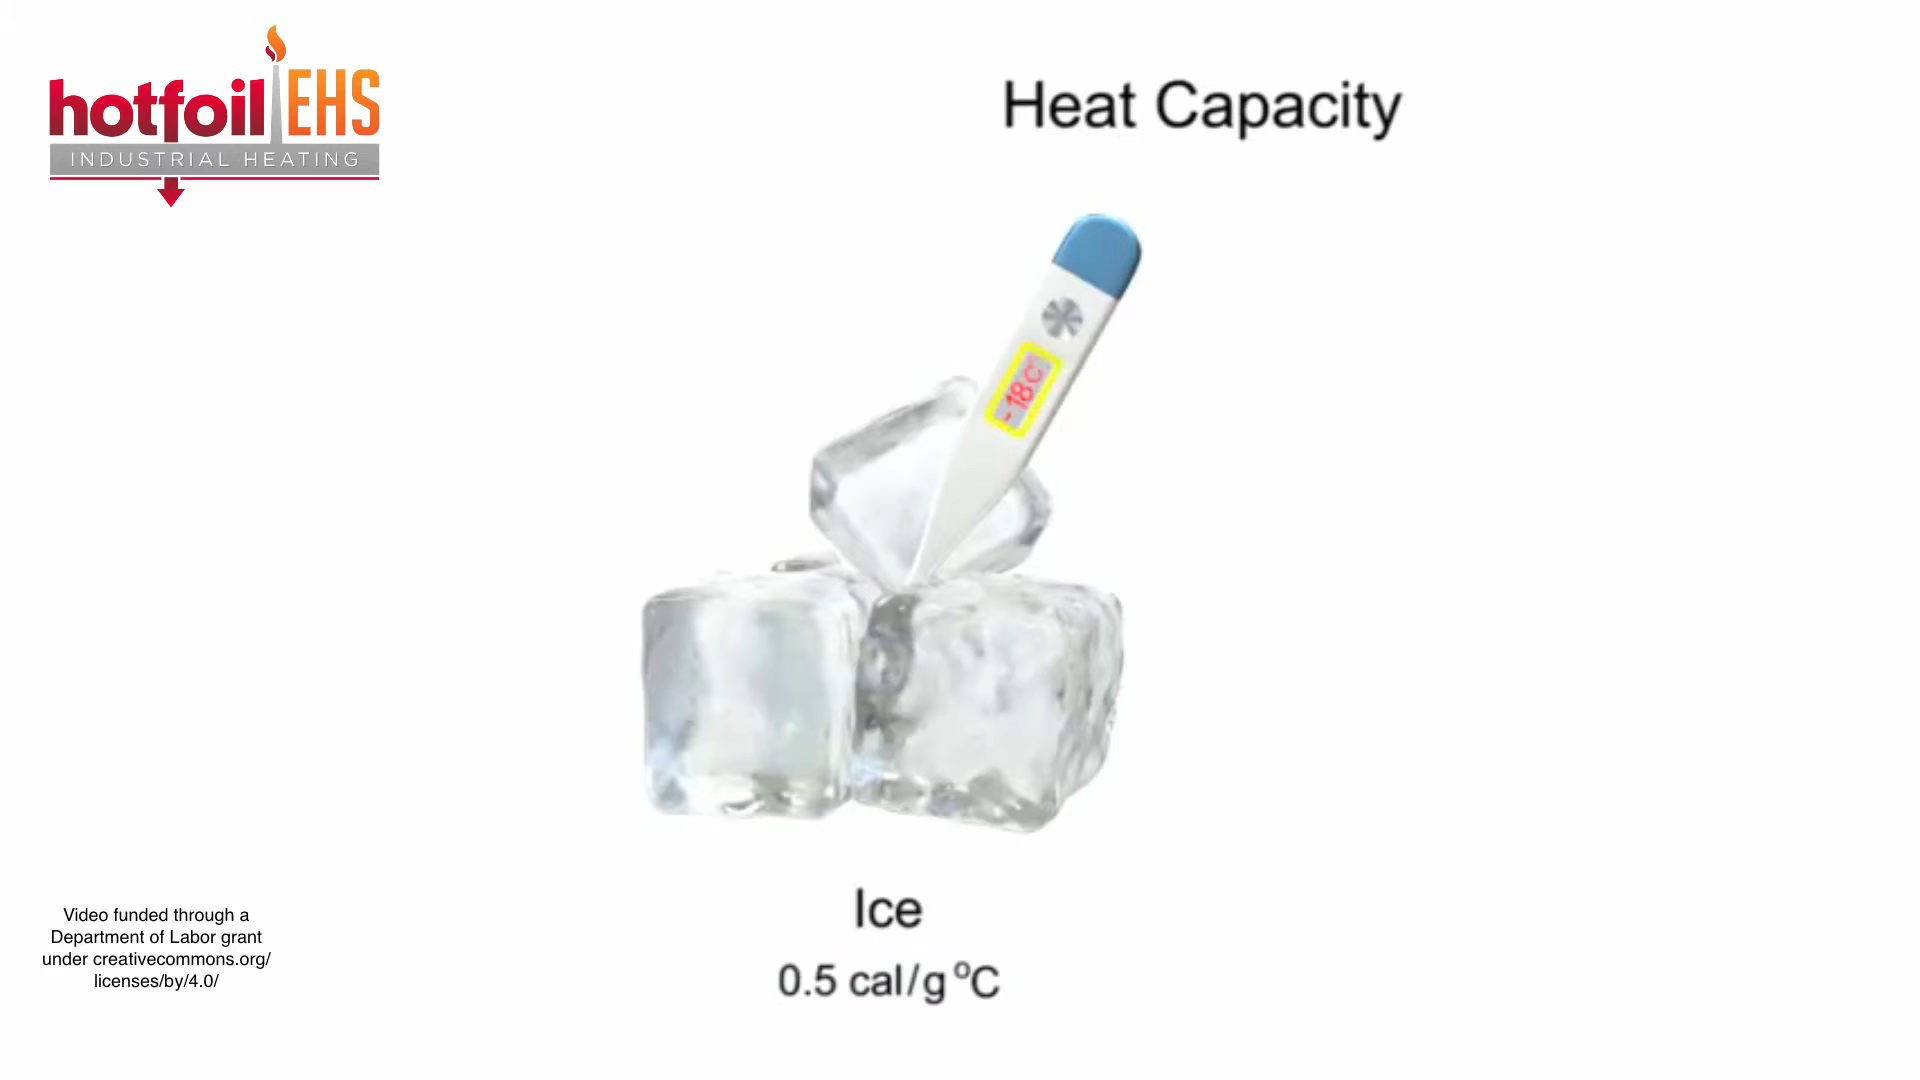 hotfoil EHS
INDUSTRIAL HEATING
Heat Capacity
- 18 C°
Ice
0.5 cal/g °C
Video funded through a
Department of Labor grant
under creativecommons.org/
licenses/by/4.0/